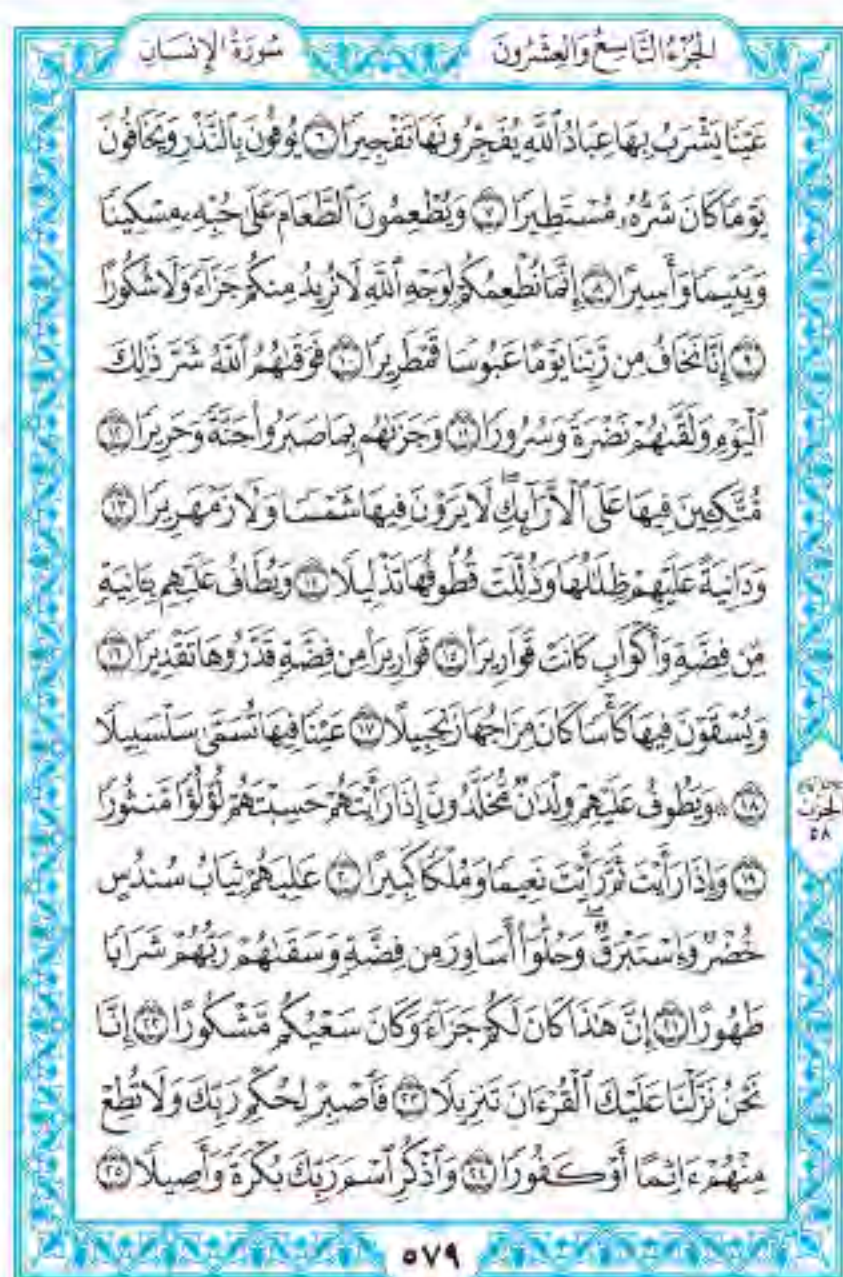 الجزء التاسع والعشرون
سورة الإنسان
عَيْنًا يَشْرَبُ بِهَا عِبَادُ ٱللَّهِ يُفَجِّرُونَهَا تَفْجِيرًا ٦ يُوفُونَ بِٱلنَّذْرِ وَيَخَافُونَ
يَوْمًا كَانَ شَرُّهُۥ مُسْتَطِيرًا ٧ وَيُطْعِمُونَ ٱلطَّعَامَ عَلَىٰ حُبِّهِۦ مِسْكِينًا
وَيَتِيمًا وَأَسِيرًا ٨ إِنَّمَا نُطْعِمُكُمْ لِوَجْهِ ٱللَّهِ لَا نُرِيدُ مِنكُمْ جَزَآءً وَلَا شُكُورًا
٩ إِنَّا نَخَافُ مِن رَّبِّنَا يَوْمًا عَبُوسًا قَمْطَرِيرًا ١٠ فَوَقَىٰهُمُ ٱللَّهُ شَرَّ ذَٰلِكَ
ٱلْيَوْمِ وَلَقَّىٰهُمْ نَضْرَةً وَسُرُورًا ١١ وَجَزَىٰهُم بِمَا صَبَرُوا۟ جَنَّةً وَحَرِيرًا ١٢
مُّتَّكِـِٔينَ فِيهَا عَلَى ٱلْأَرَآئِكِ ۖ لَا يَرَوْنَ فِيهَا شَمْسًا وَلَا زَمْهَرِيرًا ١٣
وَدَانِيَةً عَلَيْهِمْ ظِلَٰلُهَا وَذُلِّلَتْ قُطُوفُهَا تَذْلِيلًا ١٤ وَيُطَافُ عَلَيْهِم بِـَٔانِيَةٍ
مِّن فِضَّةٍ وَأَكْوَابٍ كَانَتْ قَوَارِيرَا۠ ١٥ قَوَارِيرَا۟ مِن فِضَّةٍ قَدَّرُوهَا تَقْدِيرًا ١٦
وَيُسْقَوْنَ فِيهَا كَأْسًا كَانَ مِزَاجُهَا زَنجَبِيلًا ١٧ عَيْنًا فِيهَا تُسَمَّىٰ سَلْسَبِيلًا
١٨ ۞ وَيَطُوفُ عَلَيْهِمْ وِلْدَٰنٌ مُّخَلَّدُونَ إِذَا رَأَيْتَهُمْ حَسِبْتَهُمْ لُؤْلُؤًا مَّنثُورًا
الحزب
٥٨
١٩ وَإِذَا رَأَيْتَ ثَمَّ رَأَيْتَ نَعِيمًا وَمُلْكًا كَبِيرًا ٢٠ عَٰلِيَهُمْ ثِيَابُ سُندُسٍ
خُضْرٌ وَإِسْتَبْرَقٌ ۖ وَحُلُّوٓا۟ أَسَاوِرَ مِن فِضَّةٍ وَسَقَىٰهُمْ رَبُّهُمْ شَرَابًا
طَهُورًا ٢١ إِنَّ هَٰذَا كَانَ لَكُمْ جَزَآءً وَكَانَ سَعْيُكُم مَّشْكُورًا ٢٢ إِنَّا
نَحْنُ نَزَّلْنَا عَلَيْكَ ٱلْقُرْءَانَ تَنزِيلًا ٢٣ فَٱصْبِرْ لِحُكْمِ رَبِّكَ وَلَا تُطِعْ
مِنْهُمْ ءَاثِمًا أَوْ كَفُورًا ٢٤ وَٱذْكُرِ ٱسْمَ رَبِّكَ بُكْرَةً وَأَصِيلًا ٢٥
٥٧٩